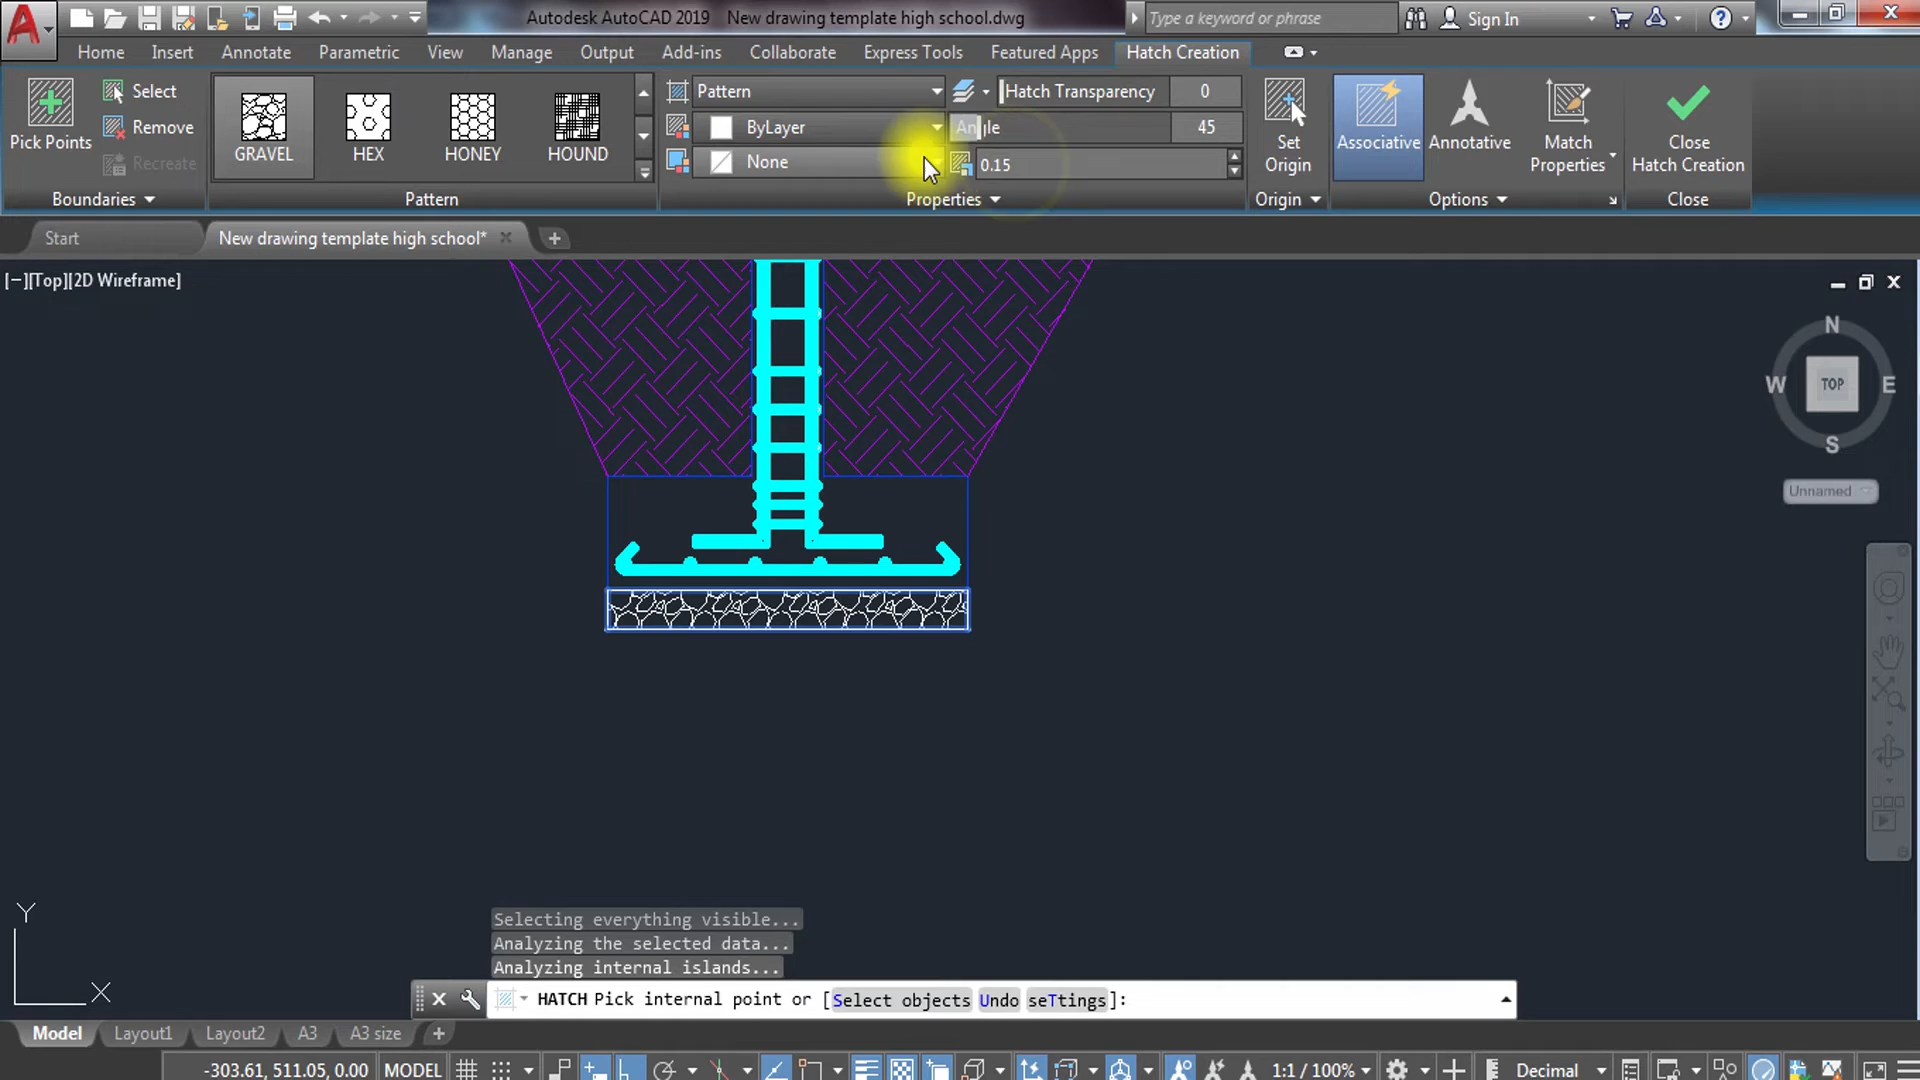 Autodesk AutoCAD 2019 New drawing template high school.dwg
Type a keyword or phrase
Sign In
Home Insert Annotate Parametric View Manage Output Add-ins Collaborate Express Tools Featured Apps Hatch Creation
Pick Points
Select
Remove
Recreate
Boundaries
GRAVEL HEX HONEY HOUND
Pattern
Pattern
ByLayer
None
Hatch Transparency 0
45
0.15
Properties
Set Origin
Origin
Associative
Annotative
Match Properties
Options
Close Hatch Creation
Close
Start
New drawing template high school*
[−][Top][2D Wireframe]
N
W TOP E
S
Unnamed
Y
X
Selecting everything visible...
Analyzing the selected data...
Analyzing internal islands...
HATCH Pick internal point or [Select objects Undo seTtings]:
Model Layout1 Layout2 A3 A3 size
-303.61, 511.05, 0.00 MODEL 1:1 / 100% Decimal